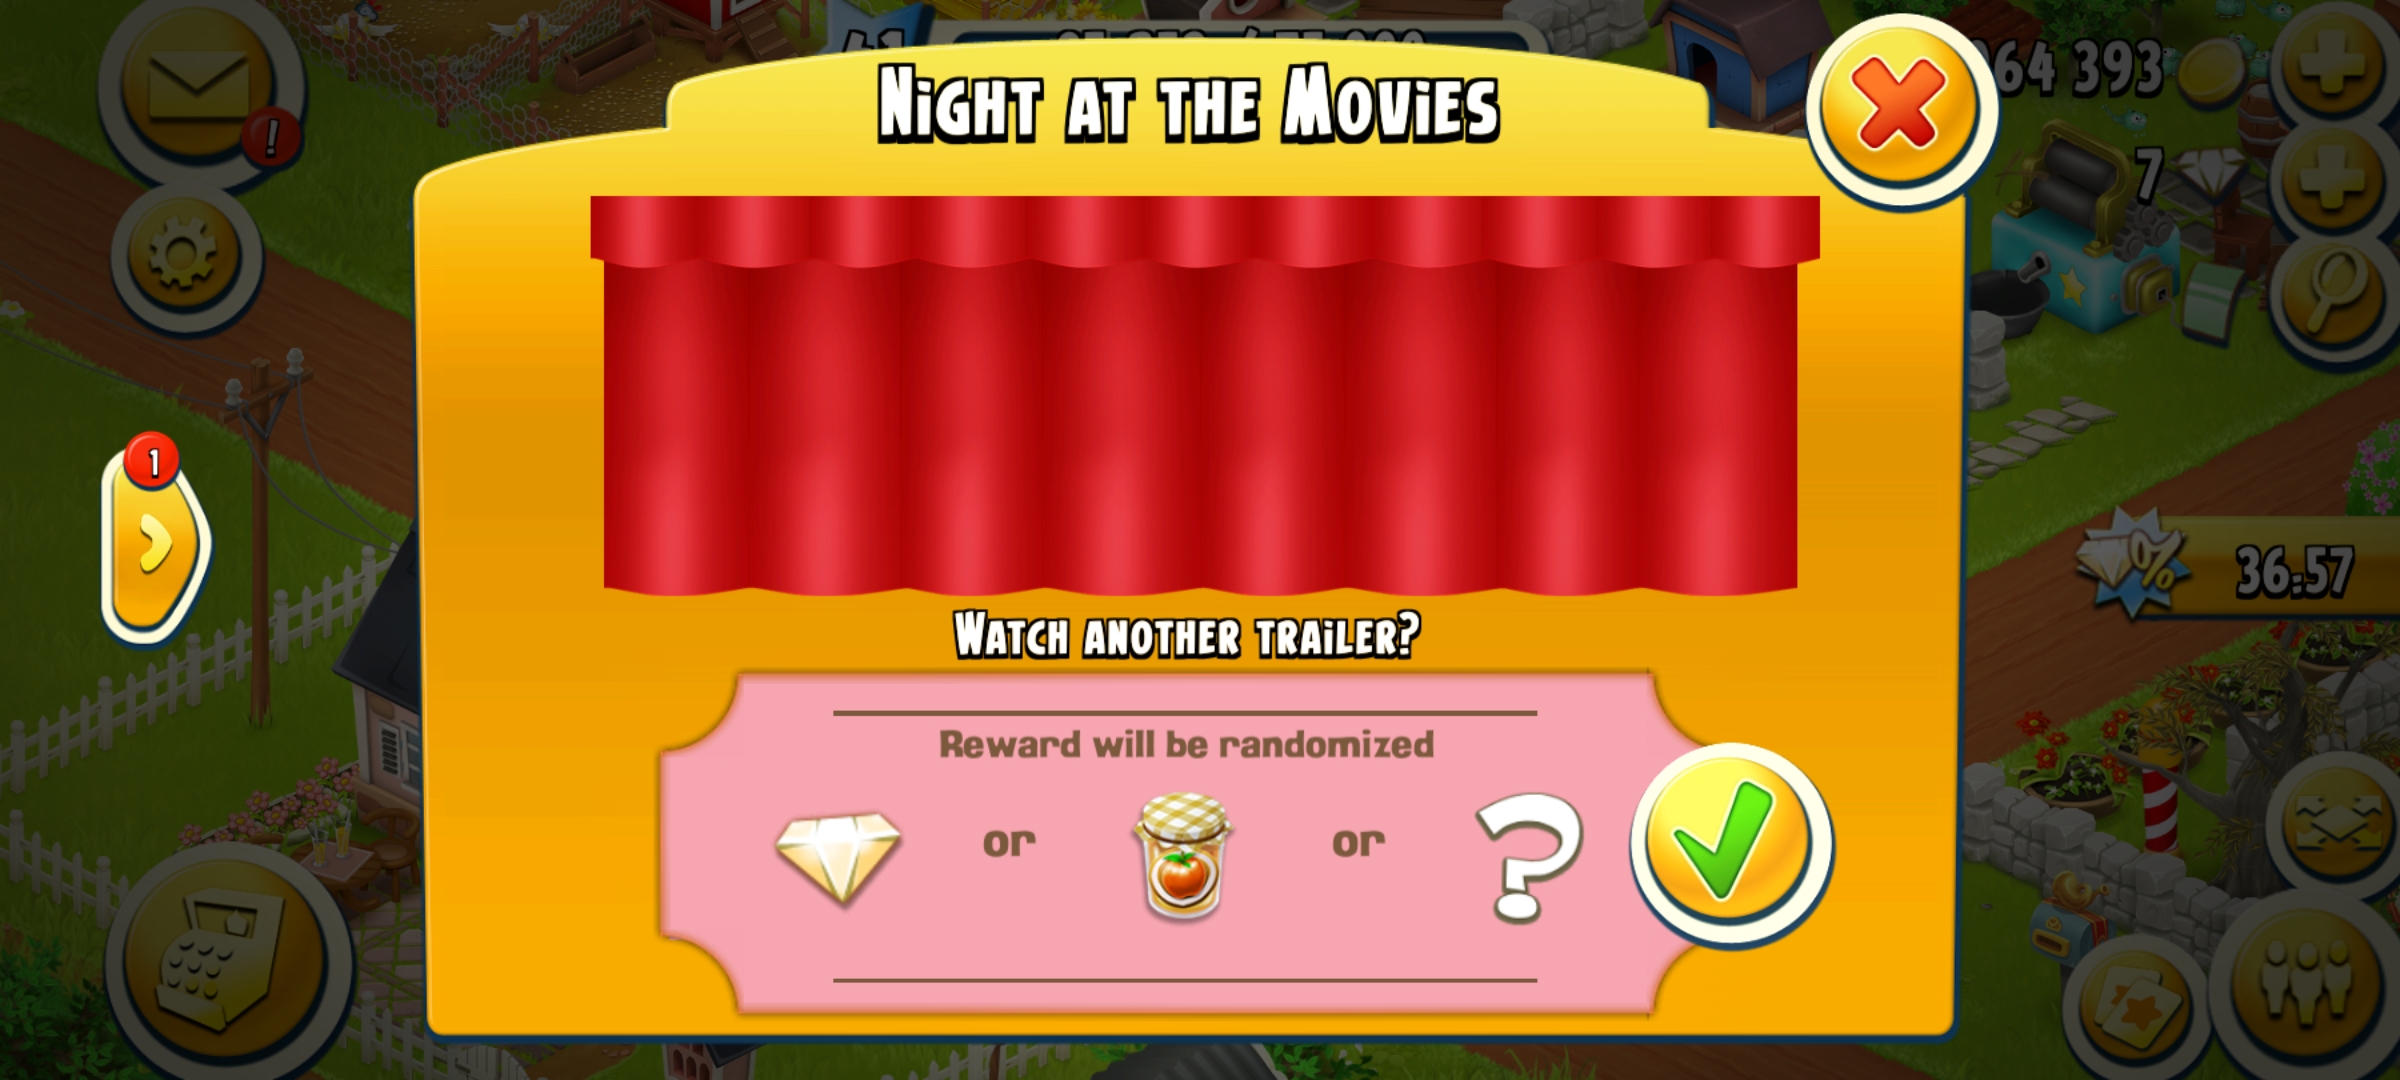 Night at the Movies
64 393
!
7
1
36:57
Watch another trailer?
Reward will be randomized
or
or
?